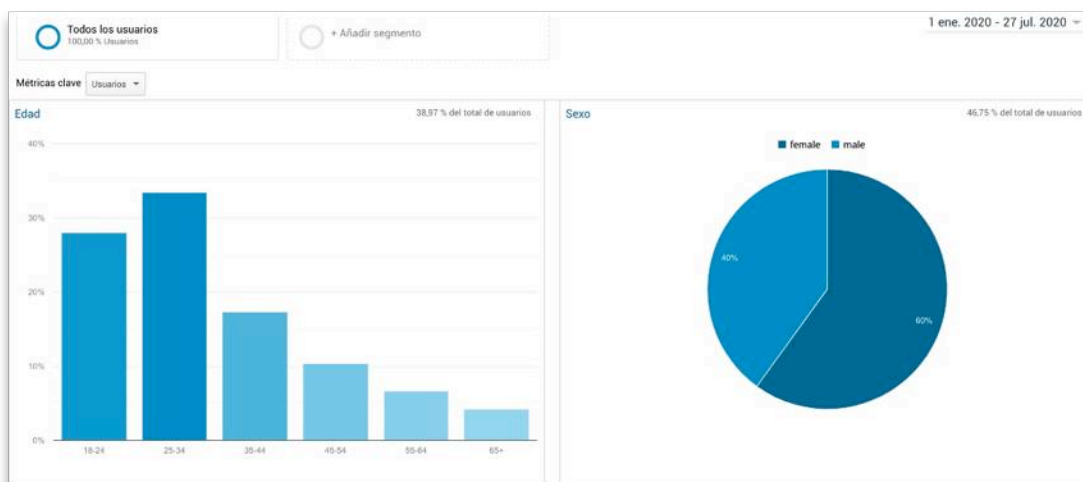 Todos los usuarios
100,00 % Usuarios
+ Añadir segmento
1 ene. 2020 - 27 jul. 2020
Métricas clave Usuarios
Edad
38,97 % del total de usuarios
40%
30%
20%
10%
0%
18-24 25-34 35-44 45-54 55-64 65+
Sexo
46,75 % del total de usuarios
female male
40%
60%